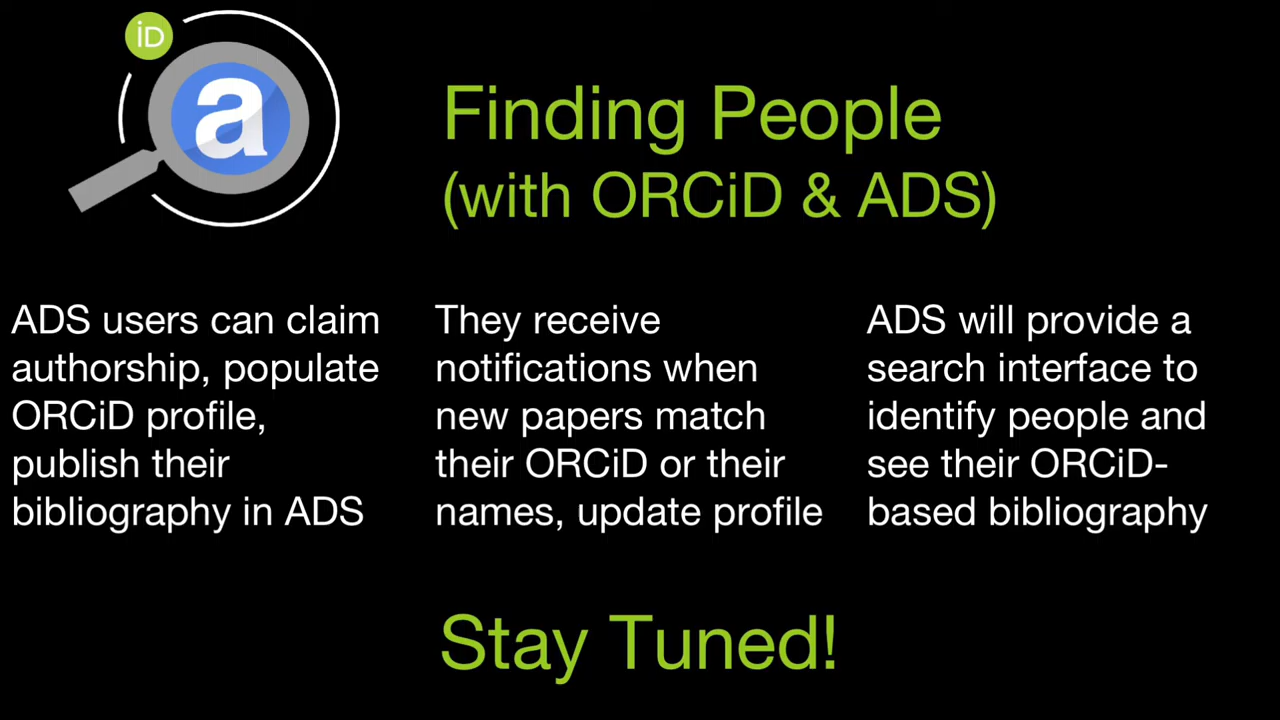 iD
a
Finding People
(with ORCiD & ADS)
ADS users can claim
authorship, populate
ORCiD profile,
publish their
bibliography in ADS
They receive
notifications when
new papers match
their ORCiD or their
names, update profile
ADS will provide a
search interface to
identify people and
see their ORCiD-
based bibliography
Stay Tuned!